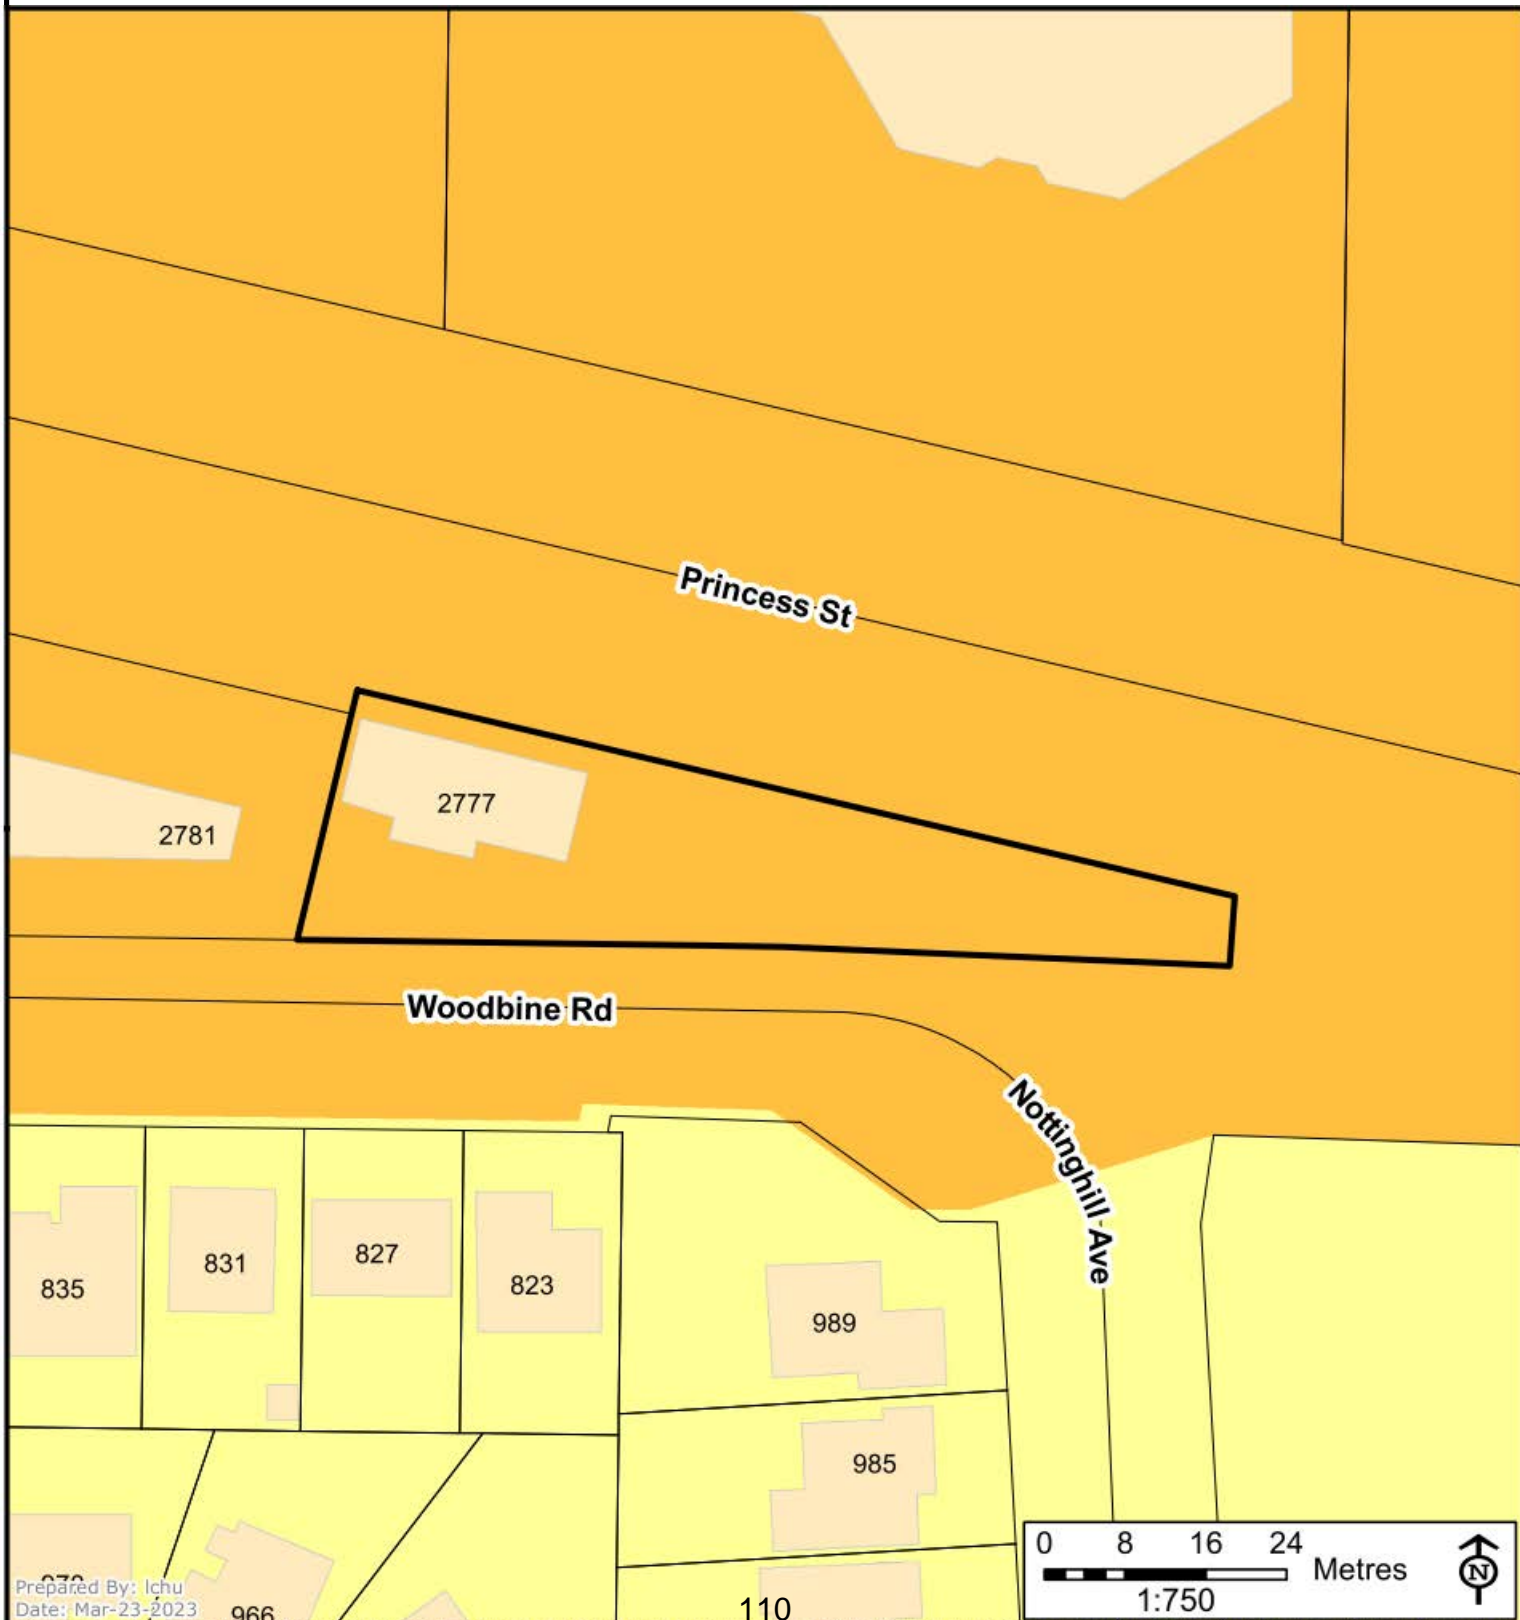 Princess St
2777
2781
Woodbine Rd
Nottinghill Ave
835
831
827
823
989
985
966
0 8 16 24
Metres
1:750
N
Prepared By: lchu
Date: Mar-23-2023
110